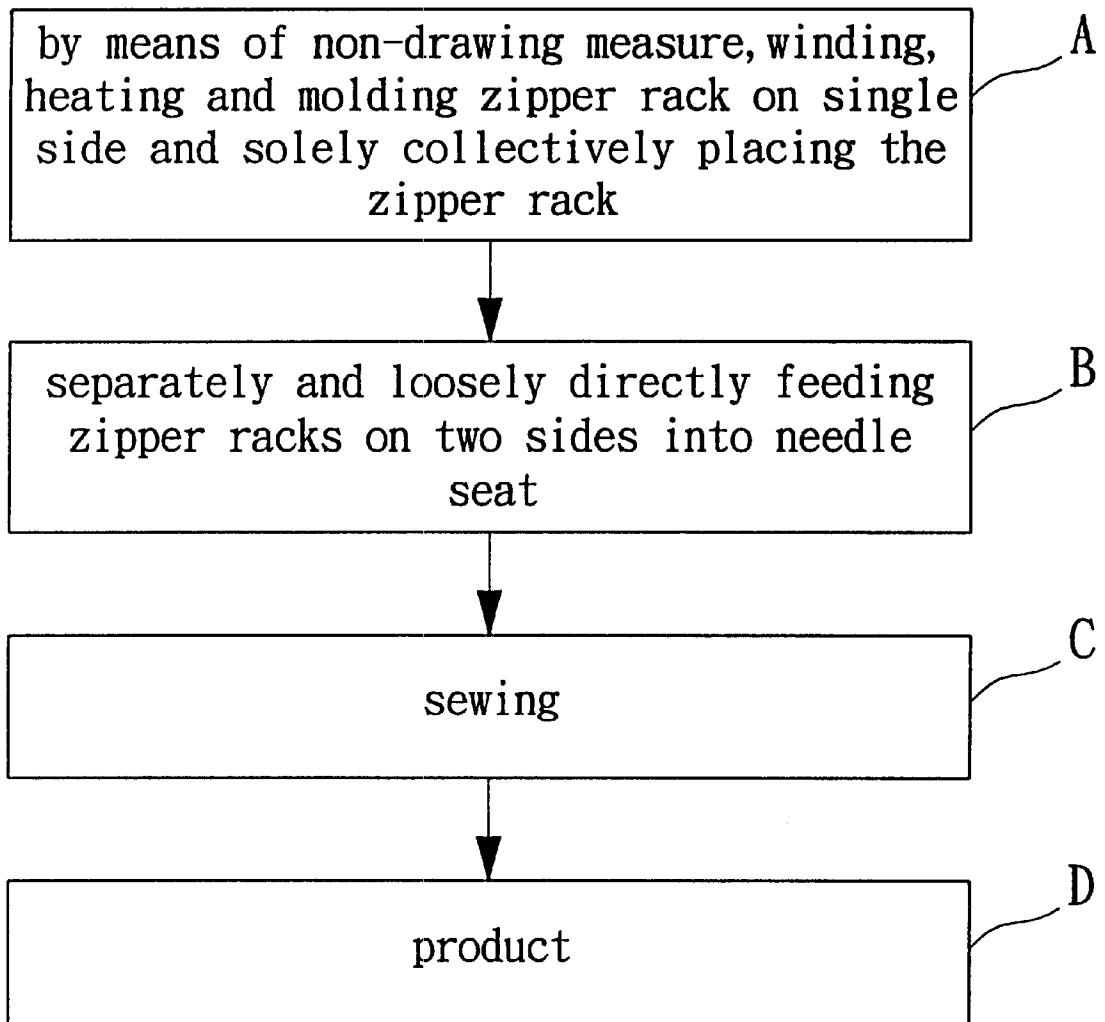 by means of non-drawing measure, winding,
heating and molding zipper rack on single
side and solely collectively placing the
zipper rack
A
separately and loosely directly feeding
zipper racks on two sides into needle
seat
B
sewing
C
product
D